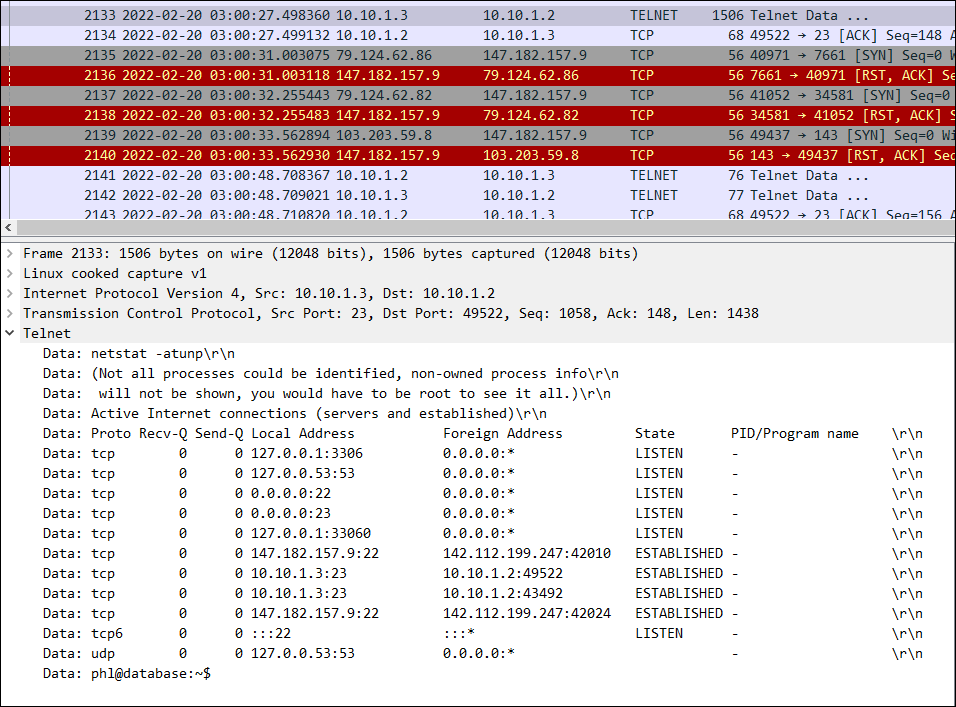 2133 2022-02-20 03:00:27.498360 10.10.1.3 10.10.1.2 TELNET 1506 Telnet Data ...
2134 2022-02-20 03:00:27.499132 10.10.1.2 10.10.1.3 TCP 68 49522 → 23 [ACK] Seq=148 A
2135 2022-02-20 03:00:31.003075 79.124.62.86 147.182.157.9 TCP 56 40971 → 7661 [SYN] Seq=0 W
2136 2022-02-20 03:00:31.003118 147.182.157.9 79.124.62.86 TCP 56 7661 → 40971 [RST, ACK] Se
2137 2022-02-20 03:00:32.255443 79.124.62.82 147.182.157.9 TCP 56 41052 → 34581 [SYN] Seq=0
2138 2022-02-20 03:00:32.255483 147.182.157.9 79.124.62.82 TCP 56 34581 → 41052 [RST, ACK] S
2139 2022-02-20 03:00:33.562894 103.203.59.8 147.182.157.9 TCP 56 49437 → 143 [SYN] Seq=0 Wi
2140 2022-02-20 03:00:33.562930 147.182.157.9 103.203.59.8 TCP 56 143 → 49437 [RST, ACK] Seq
2141 2022-02-20 03:00:48.708367 10.10.1.2 10.10.1.3 TELNET 76 Telnet Data ...
2142 2022-02-20 03:00:48.709021 10.10.1.3 10.10.1.2 TELNET 77 Telnet Data ...
2143 2022-02-20 03:00:48.710820 10.10.1.2 10.10.1.3 TCP 68 49522 → 23 [ACK] Seq=156 A
Frame 2133: 1506 bytes on wire (12048 bits), 1506 bytes captured (12048 bits)
Linux cooked capture v1
Internet Protocol Version 4, Src: 10.10.1.3, Dst: 10.10.1.2
Transmission Control Protocol, Src Port: 23, Dst Port: 49522, Seq: 1058, Ack: 148, Len: 1438
Telnet
Data: netstat -atunp\r\n
Data: (Not all processes could be identified, non-owned process info\r\n
Data:  will not be shown, you would have to be root to see it all.)\r\n
Data: Active Internet connections (servers and established)\r\n
Data: Proto Recv-Q Send-Q Local Address Foreign Address State PID/Program name \r\n
Data: tcp 0 0 127.0.0.1:3306 0.0.0.0:* LISTEN - \r\n
Data: tcp 0 0 127.0.0.53:53 0.0.0.0:* LISTEN - \r\n
Data: tcp 0 0 0.0.0.0:22 0.0.0.0:* LISTEN - \r\n
Data: tcp 0 0 0.0.0.0:23 0.0.0.0:* LISTEN - \r\n
Data: tcp 0 0 127.0.0.1:33060 0.0.0.0:* LISTEN - \r\n
Data: tcp 0 0 147.182.157.9:22 142.112.199.247:42010 ESTABLISHED - \r\n
Data: tcp 0 0 10.10.1.3:23 10.10.1.2:49522 ESTABLISHED - \r\n
Data: tcp 0 0 10.10.1.3:23 10.10.1.2:43492 ESTABLISHED - \r\n
Data: tcp 0 0 147.182.157.9:22 142.112.199.247:42024 ESTABLISHED - \r\n
Data: tcp6 0 0 :::22 :::* LISTEN - \r\n
Data: udp 0 0 127.0.0.53:53 0.0.0.0:* - \r\n
Data: phl@database:~$